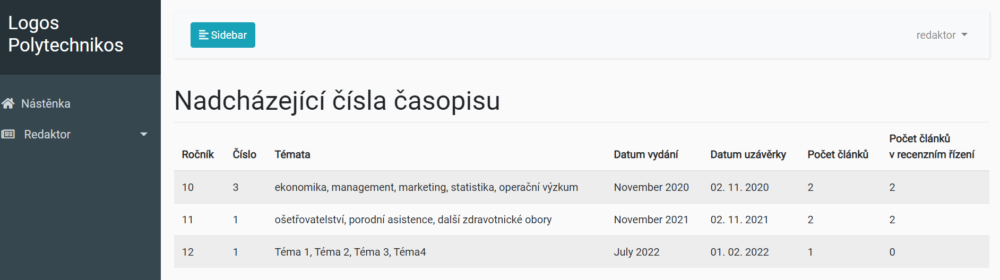 Logos
Polytechnikos
Nástěnka
Redaktor
Sidebar
redaktor
Nadcházející čísla časopisu
Ročník Číslo Témata Datum vydání Datum uzávěrky Počet článků Počet článků
v recenzním řízení
10 3 ekonomika, management, marketing, statistika, operační výzkum November 2020 02. 11. 2020 2 2
11 1 ošetřovatelství, porodní asistence, další zdravotnické obory November 2021 02. 11. 2021 2 2
12 1 Téma 1, Téma 2, Téma 3, Téma4 July 2022 01. 02. 2022 1 0